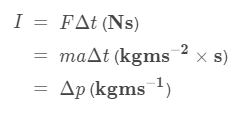 I = FΔt (Ns)
= maΔt (kgms⁻² × s)
= Δp (kgms⁻¹)